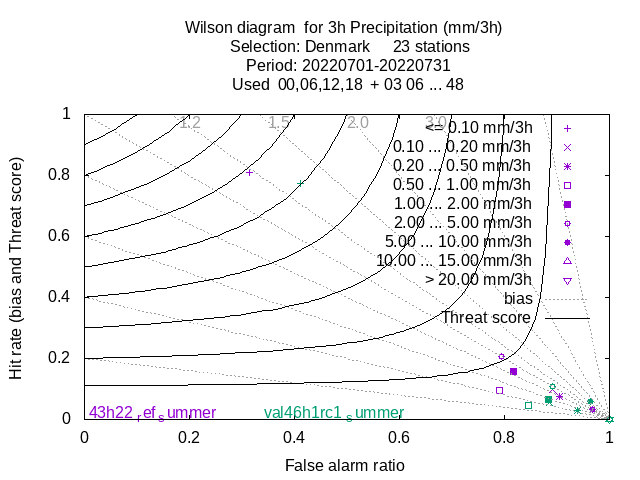 Wilson diagram  for 3h Precipitation (mm/3h)
Selection: Denmark     23 stations
Period: 20220701-20220731
Used  00,06,12,18  + 03 06 ... 48
Hit rate (bias and Threat score)
1
0.8
0.6
0.4
0.2
0
1.2 1.5 2.0 3.0
<= 0.10 mm/3h
0.10 ... 0.20 mm/3h
0.20 ... 0.50 mm/3h
0.50 ... 1.00 mm/3h
1.00 ... 2.00 mm/3h
2.00 ... 5.00 mm/3h
5.00 ... 10.00 mm/3h
10.00 ... 15.00 mm/3h
> 20.00 mm/3h
bias
Threat score
43h22_ref_summer val46h1rc1_summer
0 0.2 0.4 0.6 0.8 1
False alarm ratio